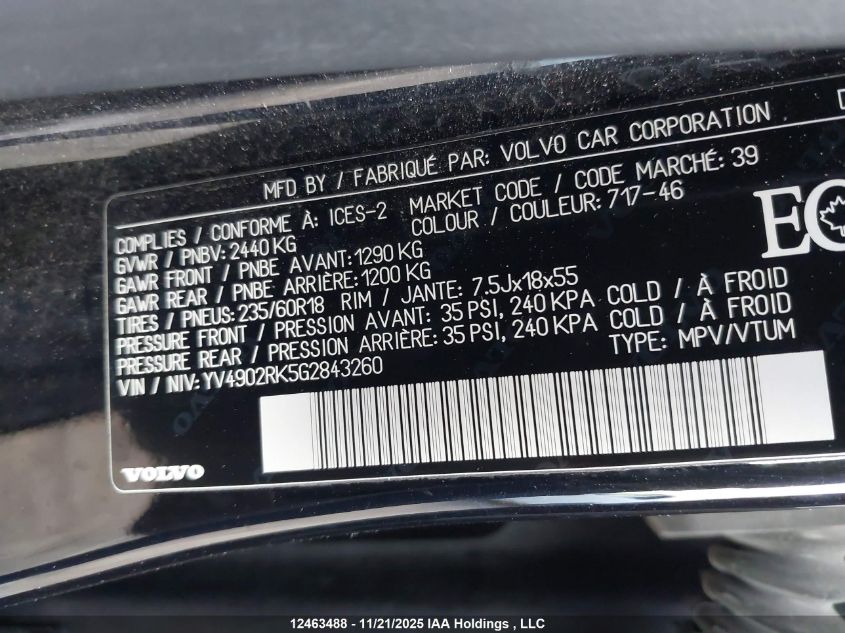 MFD BY / FABRIQUÉ PAR: VOLVO CAR CORPORATION
COMPLIES / CONFORME À: ICES-2 MARKET CODE / CODE MARCHÉ: 39
GVWR / PNBV: 2440 KG COLOUR / COULEUR: 717-46
GAWR FRONT / PNBE AVANT: 1290 KG
GAWR REAR / PNBE ARRIÈRE: 1200 KG
TIRES / PNEUS: 235/60R18 RIM / JANTE: 7.5Jx18x55
PRESSURE FRONT / PRESSION AVANT: 35 PSI, 240 KPA COLD / À FROID
PRESSURE REAR / PRESSION ARRIÈRE: 35 PSI, 240 KPA COLD / À FROID
VIN / NIV: YV4902RK5G2843260 TYPE: MPV/VTUM
VOLVO
12463488 - 11/21/2025 IAA Holdings , LLC